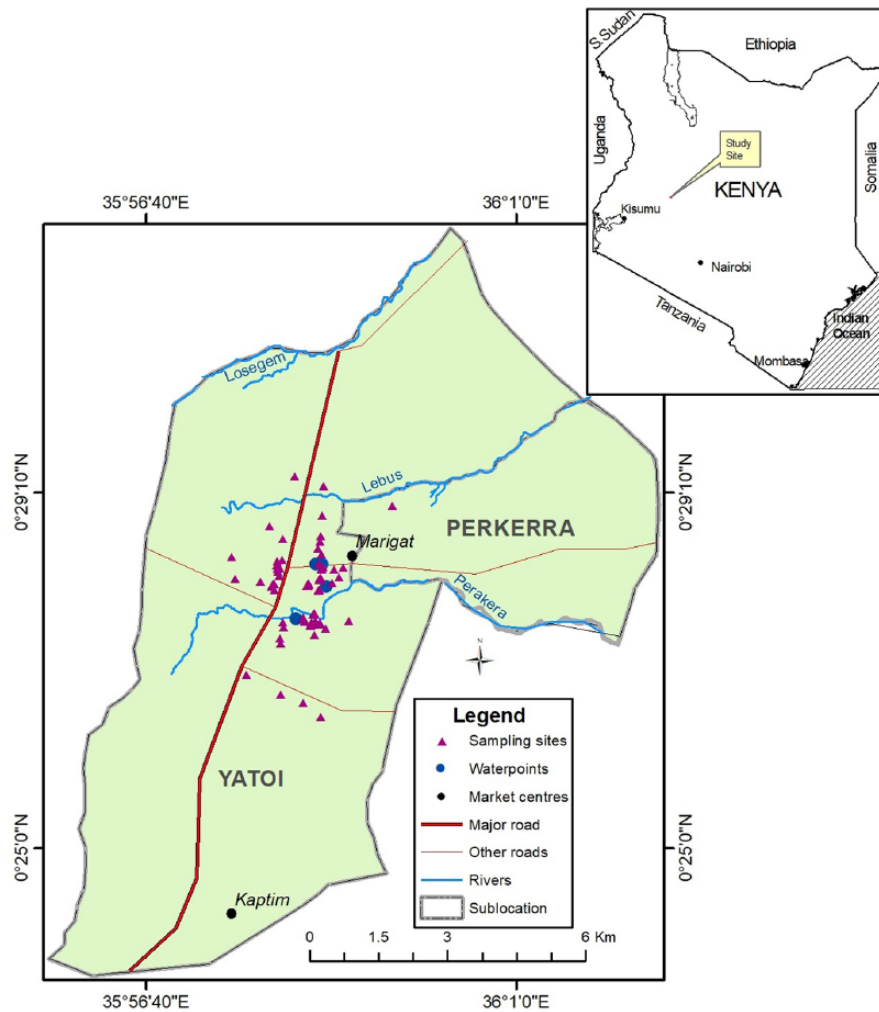 S.Sudan
Ethiopia
Uganda
Somalia
Study
Site
KENYA
Kisumu
Nairobi
Tanzania
Indian
Ocean
Mombasa
35°56'40"E
36°1'0"E
0°29'10"N
0°29'10"N
0°25'0"N
0°25'0"N
Losegem
Lebus
PERKERRA
Marigat
Perakera
N
YATOI
Kaptim
Legend
Sampling sites
Waterpoints
Market centres
Major road
Other roads
Rivers
Sublocation
0 1.5 3 6 Km
35°56'40"E
36°1'0"E